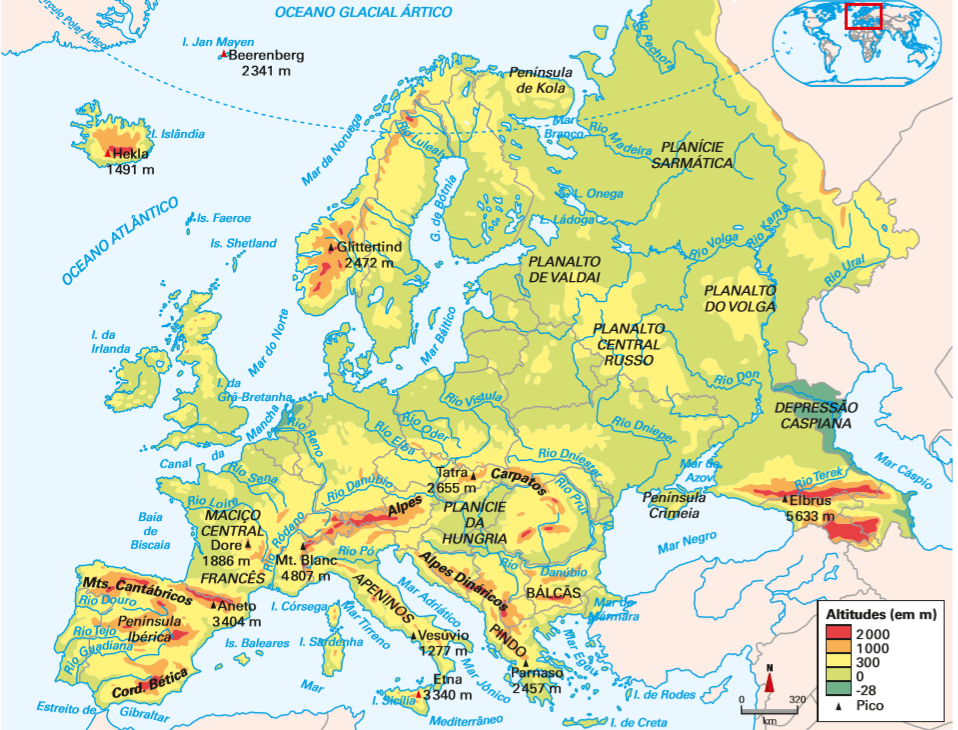 OCEANO GLACIAL ÁRTICO
Círculo Polar Ártico
I. Jan Mayen
Beerenberg
2 341 m
Península
de Kola
Rio Pechora
Mar
Branco
Rio Madeira
PLANÍCIE
SARMÁTICA
I. Islândia
Hekla
1 491 m
Mar da Noruega
Rio Luleal
G. de Bótnia
L. Onega
L. Ládoga
Is. Faeroe
OCEANO ATLÂNTICO
Is. Shetland
Glittertind
2 472 m
Rio Volga
Rio Kama
Rio Ural
PLANALTO
DE VALDAI
PLANALTO
DO VOLGA
PLANALTO
CENTRAL
RUSSO
I. da
Irlanda
Mar do Norte
Mar Báltico
I. da
Grã-Bretanha
Rio Don
DEPRESSÃO
CASPIANA
Canal da Mancha
Rio Reno
Rio Elba
Rio Oder
Rio Vístula
Rio Dnieper
Rio Dniester
Mar Cáspio
Rio Sena
Rio Loire
Rio Danúbio
Tatra
2 655 m
Carpatos
Rio Prut
Mar de
Azov
Rio Terek
Elbrus
5 633 m
Península
Crimeia
MACIÇO
CENTRAL
Dore
1 886 m
FRANCÊS
Baía
de
Biscaia
Rio Ródano
Alpes
PLANÍCIE
DA
HUNGRIA
Mt. Blanc
4 807 m
Rio Pó
Mar Negro
Mts. Cantábricos
Rio Douro
Aneto
3 404 m
APENINOS
Alpes Dináricos
Rio Danúbio
BÁLCÃS
Península
Ibérica
Rio Tejo
Rio Guadiana
I. Córsega
Mar Tirreno
Mar Adriático
Mar de
Mármara
Is. Baleares
I. Sardenha
Vesúvio
1 277 m
PINDO
Mar Egeu
Parnaso
2 457 m
Cord. Bética
Etna
3 340 m
I. Sicília
Mar Jônico
I. de Rodes
Estreito de Gibraltar
Mar Mediterrâneo
I. de Creta
Altitudes (em m)
2 000
1 000
300
0
-28
Pico
N
0 320
km